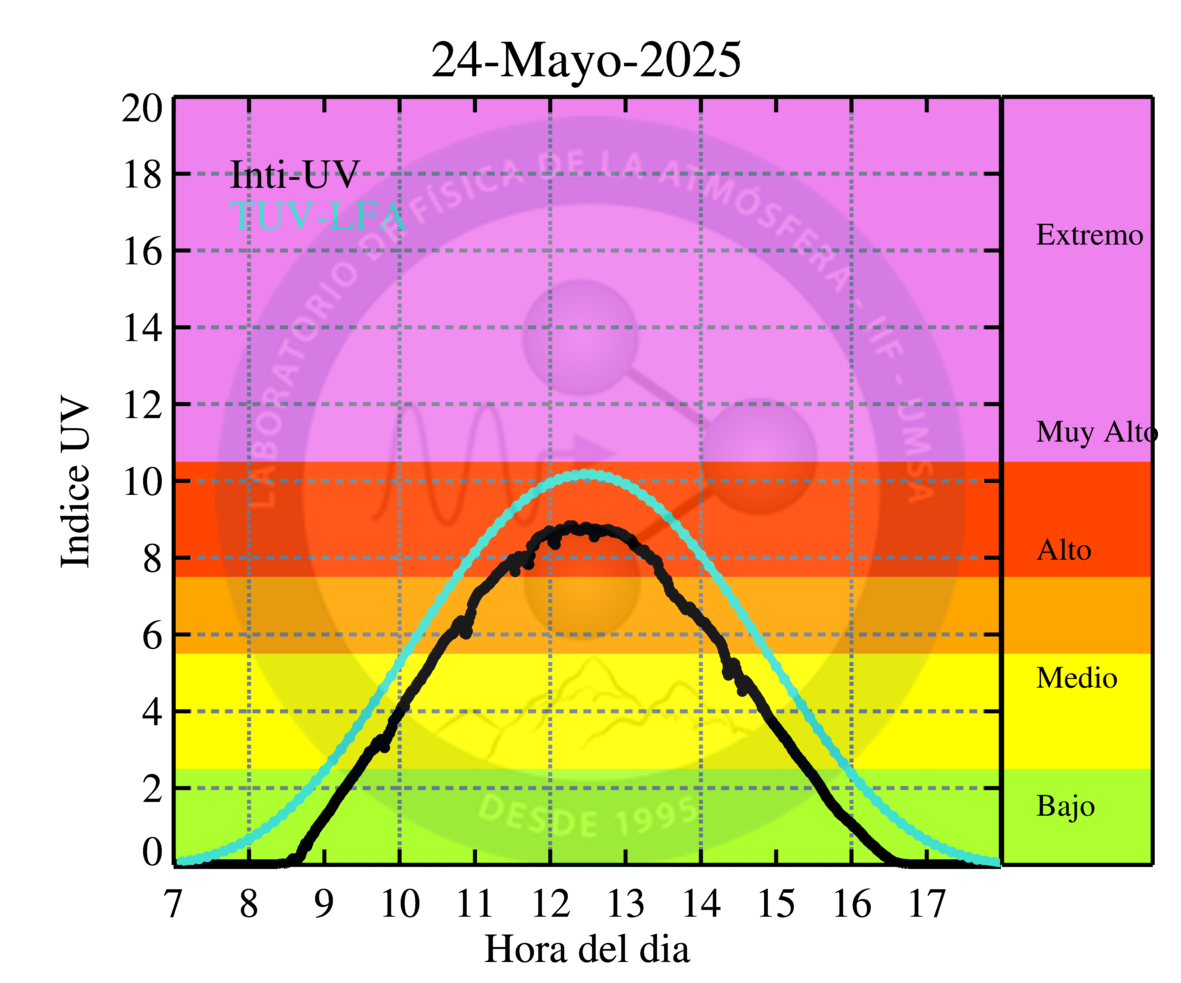 24-Mayo-2025
20
18
16
14
12
10
8
6
4
2
0
Indice UV
Inti-UV
TUV-LFA
LABORATORIO DE FÍSICA DE LA ATMÓSFERA - IIF - UMSA
DESDE 1995
Extremo
Muy Alto
Alto
Medio
Bajo
7 8 9 10 11 12 13 14 15 16 17
Hora del dia